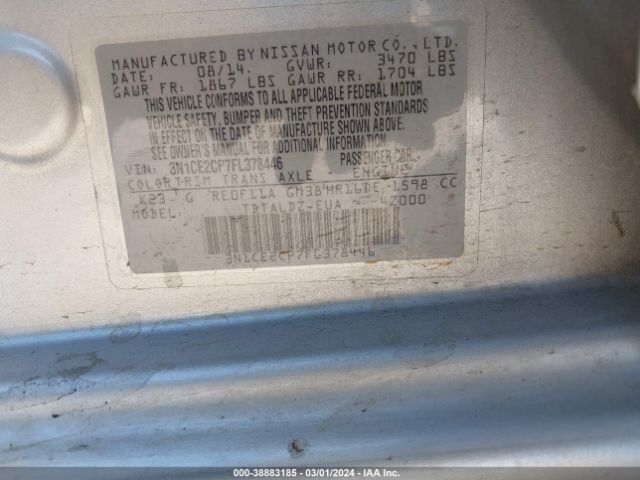 MANUFACTURED BY NISSAN MOTOR CO., LTD.
DATE: 08/14. GVWR: 3470 LBS
GAWR FR: 1867 LBS GAWR RR: 1704 LBS
THIS VEHICLE CONFORMS TO ALL APPLICABLE FEDERAL MOTOR
VEHICLE SAFETY, BUMPER AND THEFT PREVENTION STANDARDS
IN EFFECT ON THE DATE OF MANUFACTURE SHOWN ABOVE.
SEE OWNER'S MANUAL FOR ADDITIONAL INFORMATION
VIN: 3N1CE2CP7FL378446 PASSENGER CAR
COLOR TRIM TRANS AXLE ENGINE
K23 G RE0F11A HR16DE 1598 CC
MODEL: TBTALDZ-EUA 4Z000
3N1CE2CP7FL378446
000-38883185 - 03/01/2024 - IAA Inc.